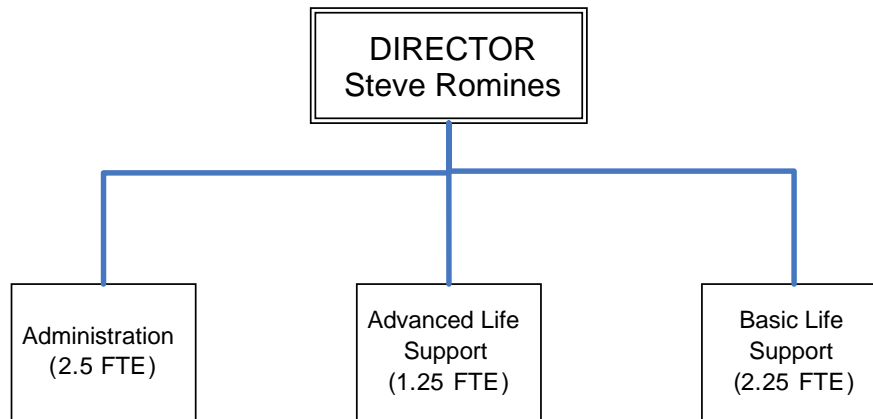 DIRECTOR
Steve Romines
Administration
(2.5 FTE)
Advanced Life
Support
(1.25 FTE)
Basic Life
Support
(2.25 FTE)